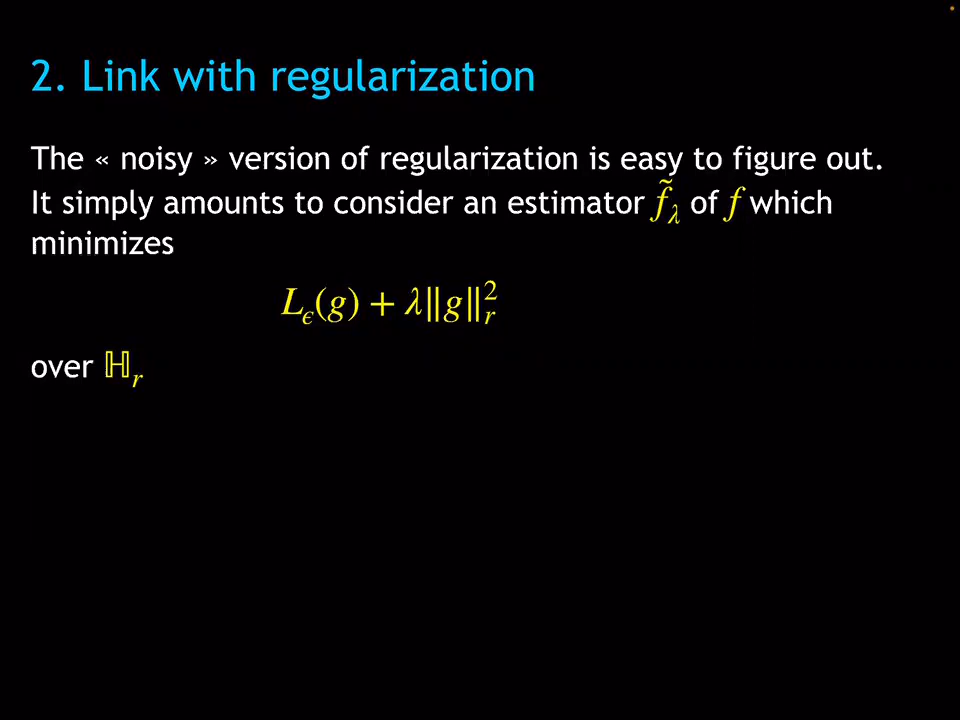 2. Link with regularization
The « noisy » version of regularization is easy to figure out.
It simply amounts to consider an estimator f̃_λ of f which
minimizes
L_ϵ(g) + λ‖g‖_r^2
over ℍ_r